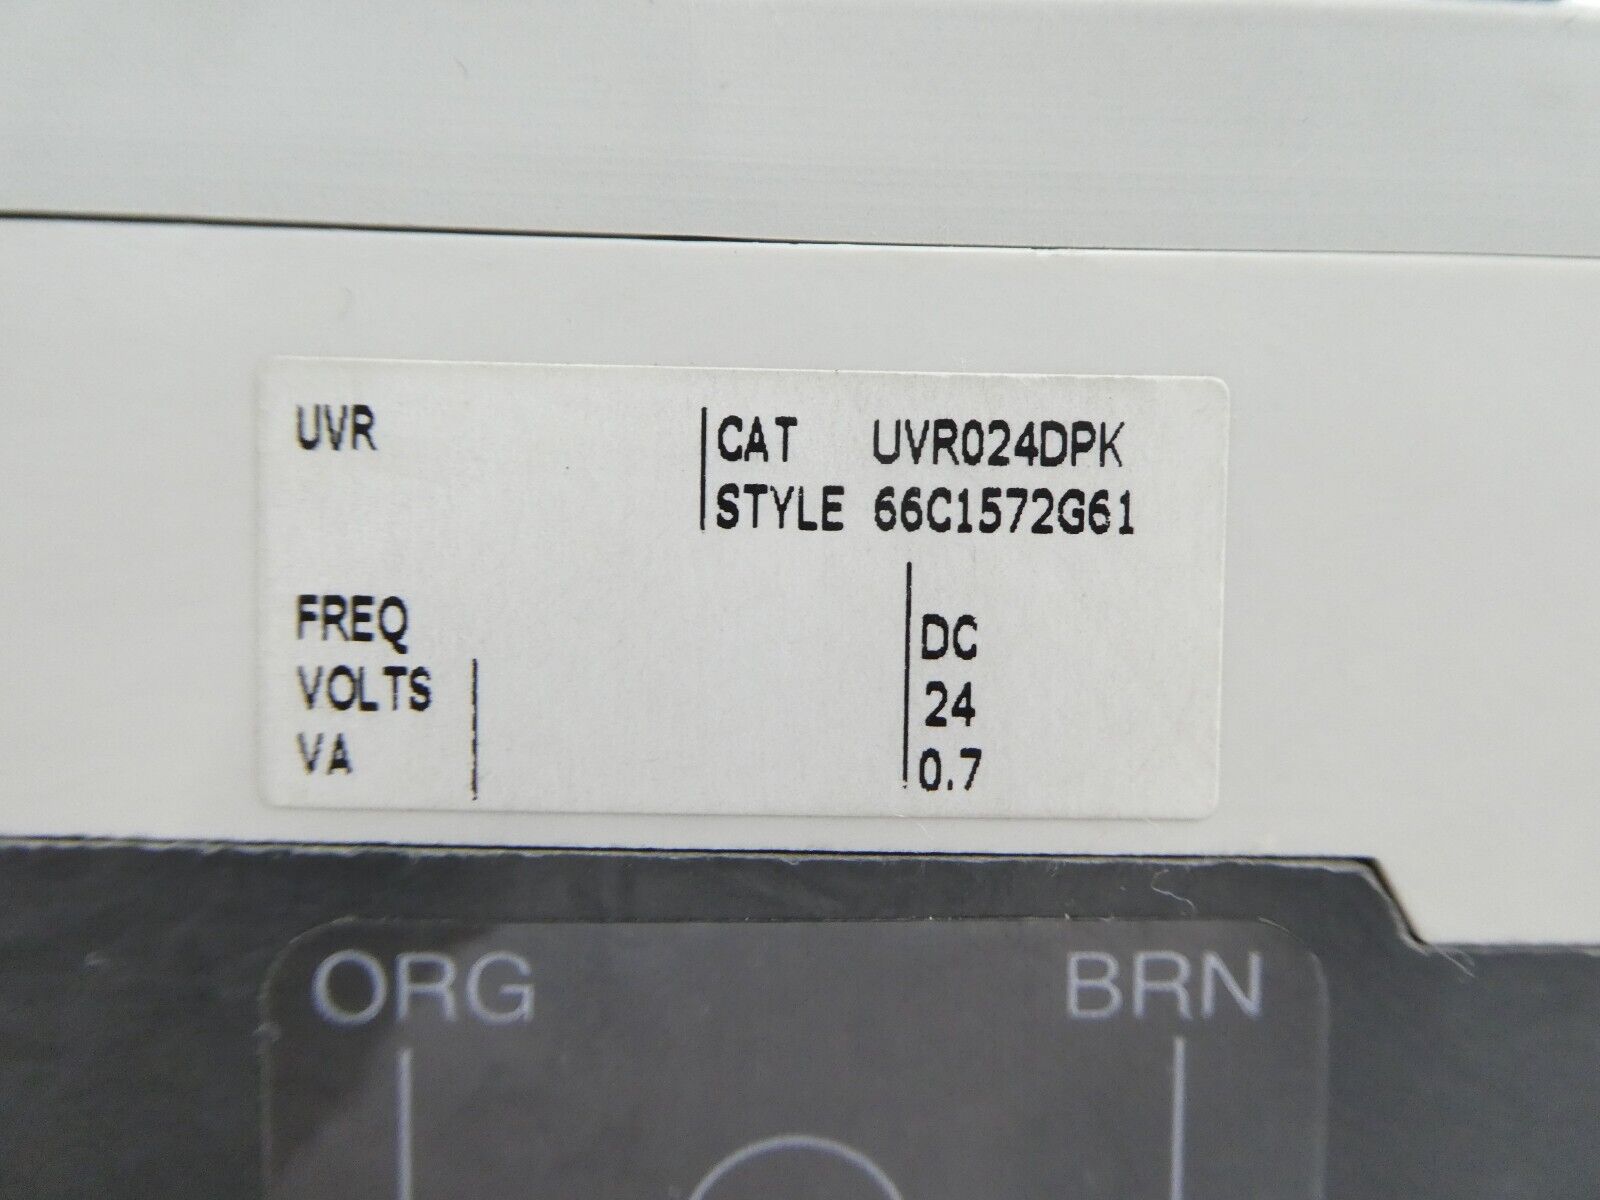 UVR CAT UVR024DPK
STYLE 66C1572G61
FREQ DC
VOLTS 24
VA 0.7
ORG BRN